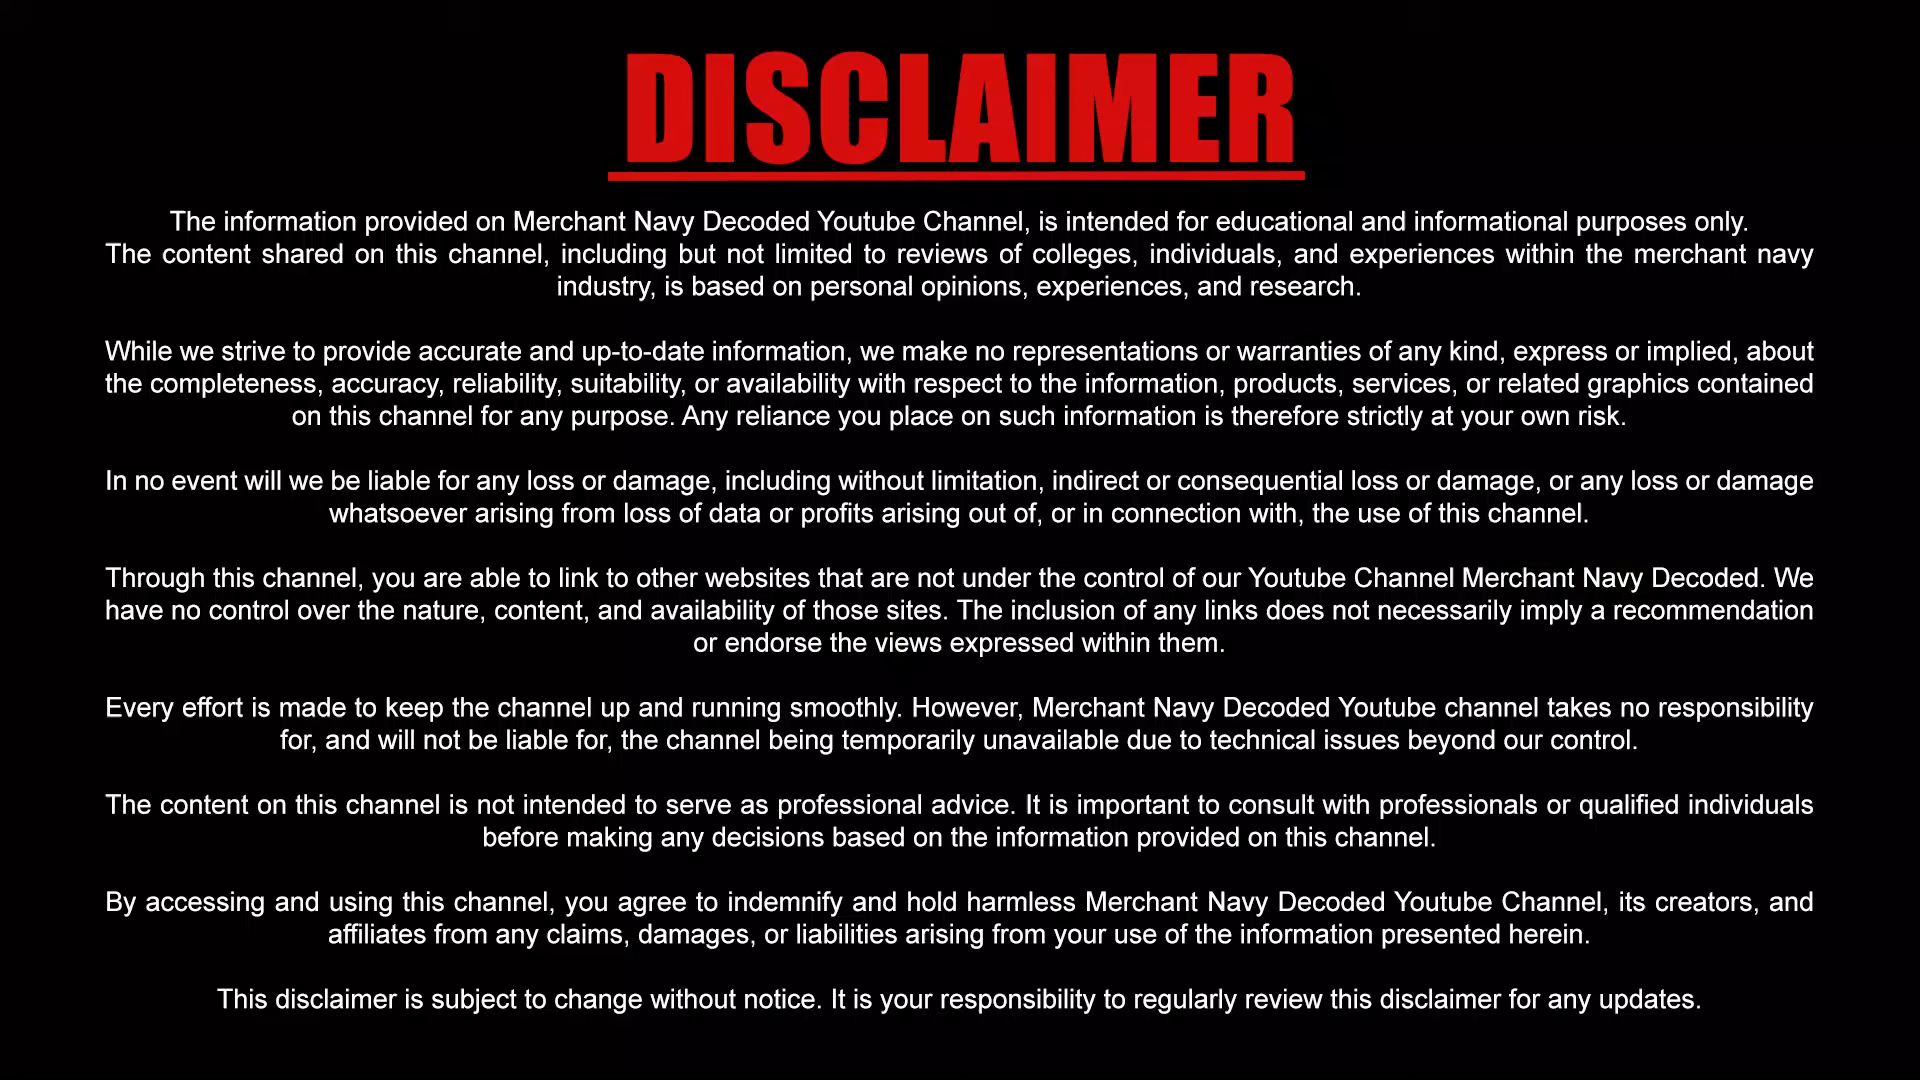 DISCLAIMER
The information provided on Merchant Navy Decoded Youtube Channel, is intended for educational and informational purposes only.
The content shared on this channel, including but not limited to reviews of colleges, individuals, and experiences within the merchant navy
industry, is based on personal opinions, experiences, and research.
While we strive to provide accurate and up-to-date information, we make no representations or warranties of any kind, express or implied, about
the completeness, accuracy, reliability, suitability, or availability with respect to the information, products, services, or related graphics contained
on this channel for any purpose. Any reliance you place on such information is therefore strictly at your own risk.
In no event will we be liable for any loss or damage, including without limitation, indirect or consequential loss or damage, or any loss or damage
whatsoever arising from loss of data or profits arising out of, or in connection with, the use of this channel.
Through this channel, you are able to link to other websites that are not under the control of our Youtube Channel Merchant Navy Decoded. We
have no control over the nature, content, and availability of those sites. The inclusion of any links does not necessarily imply a recommendation
or endorse the views expressed within them.
Every effort is made to keep the channel up and running smoothly. However, Merchant Navy Decoded Youtube channel takes no responsibility
for, and will not be liable for, the channel being temporarily unavailable due to technical issues beyond our control.
The content on this channel is not intended to serve as professional advice. It is important to consult with professionals or qualified individuals
before making any decisions based on the information provided on this channel.
By accessing and using this channel, you agree to indemnify and hold harmless Merchant Navy Decoded Youtube Channel, its creators, and
affiliates from any claims, damages, or liabilities arising from your use of the information presented herein.
This disclaimer is subject to change without notice. It is your responsibility to regularly review this disclaimer for any updates.